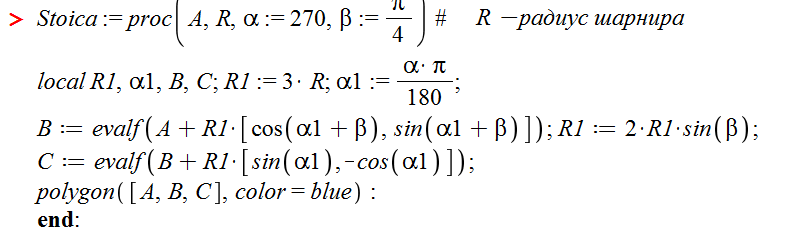 > Stoica := proc( A, R, α := 270, β := π/4 ) # R −радиус шарнира
local R1, α1, B, C; R1 := 3· R; α1 := α· π/180;
B := evalf( A + R1·[ cos( α1 + β ), sin( α1 + β ) ] ); R1 := 2·R1·sin( β );
C := evalf( B + R1·[ sin( α1 ), -cos( α1 ) ] );
polygon( [ A, B, C ], color = blue ) :
end: